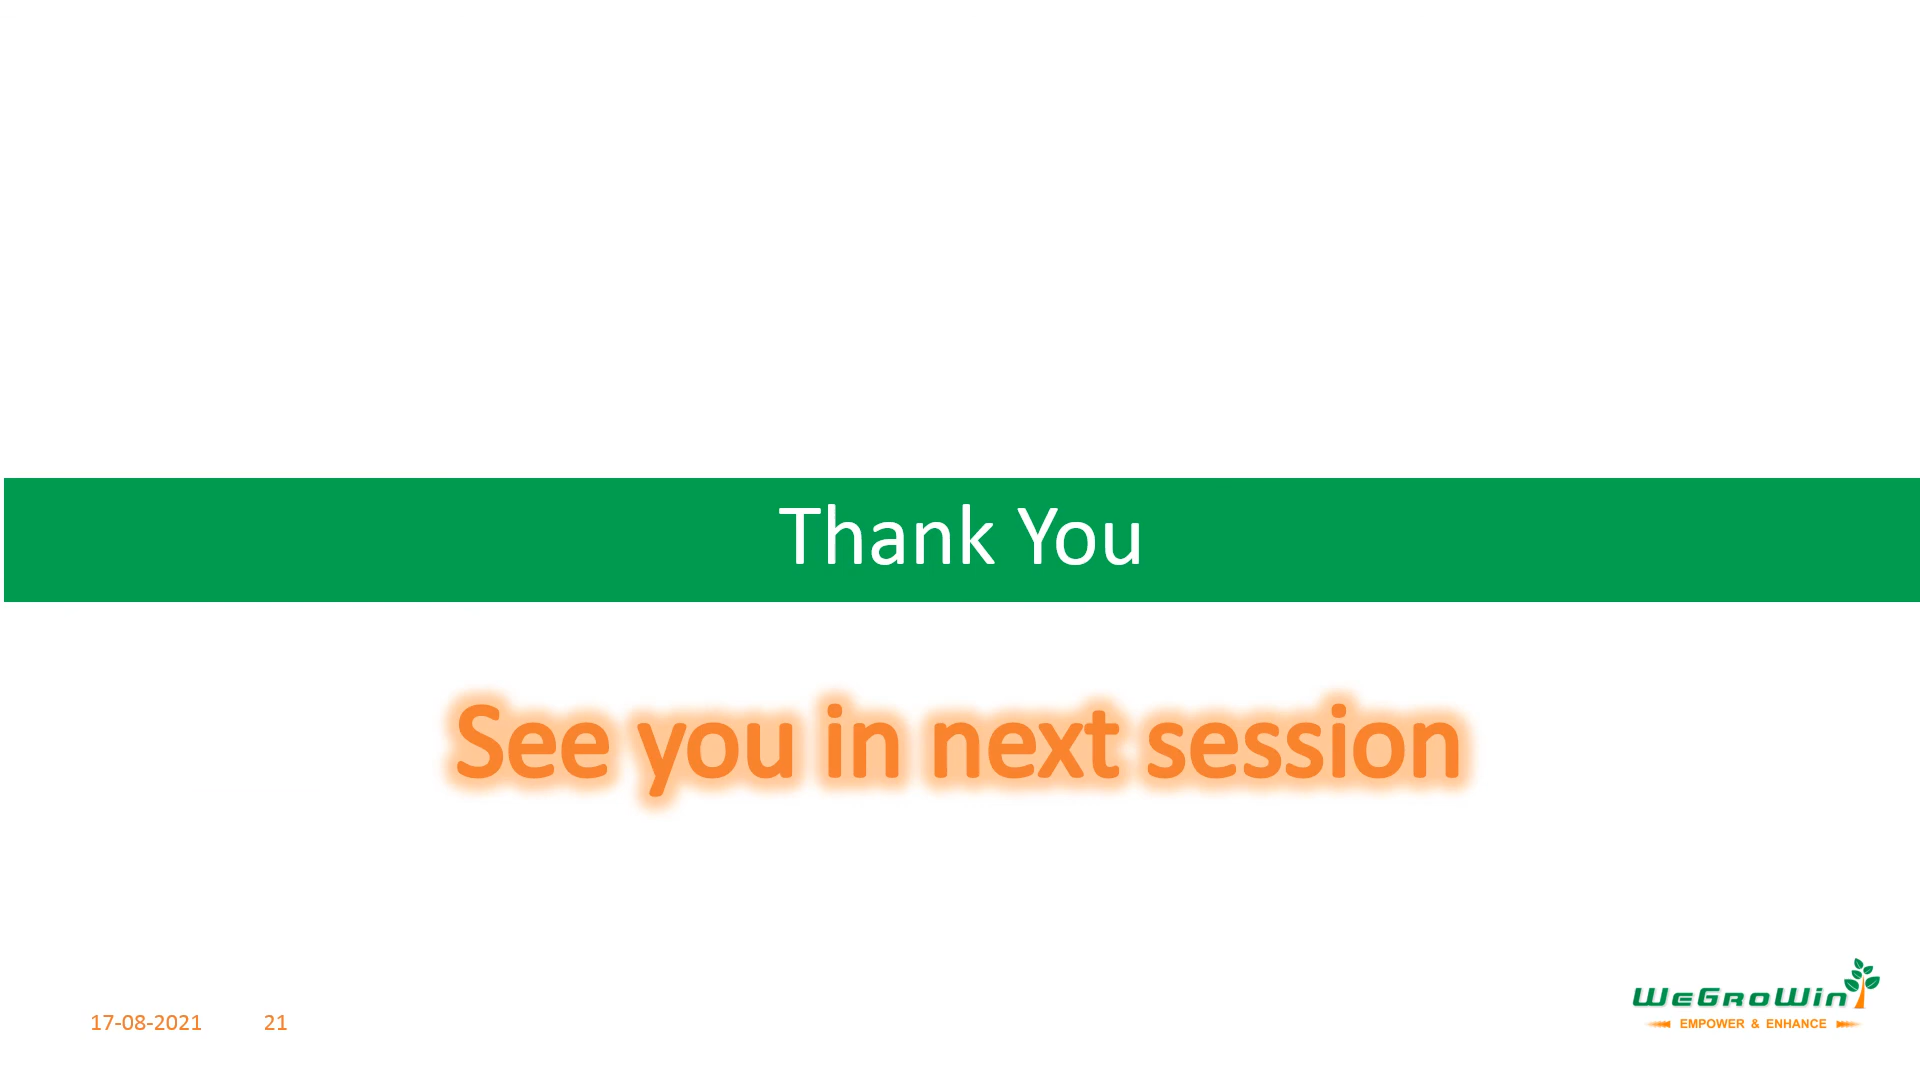 Thank You
See you in next session
17-08-2021 21
WeGroWin
EMPOWER & ENHANCE